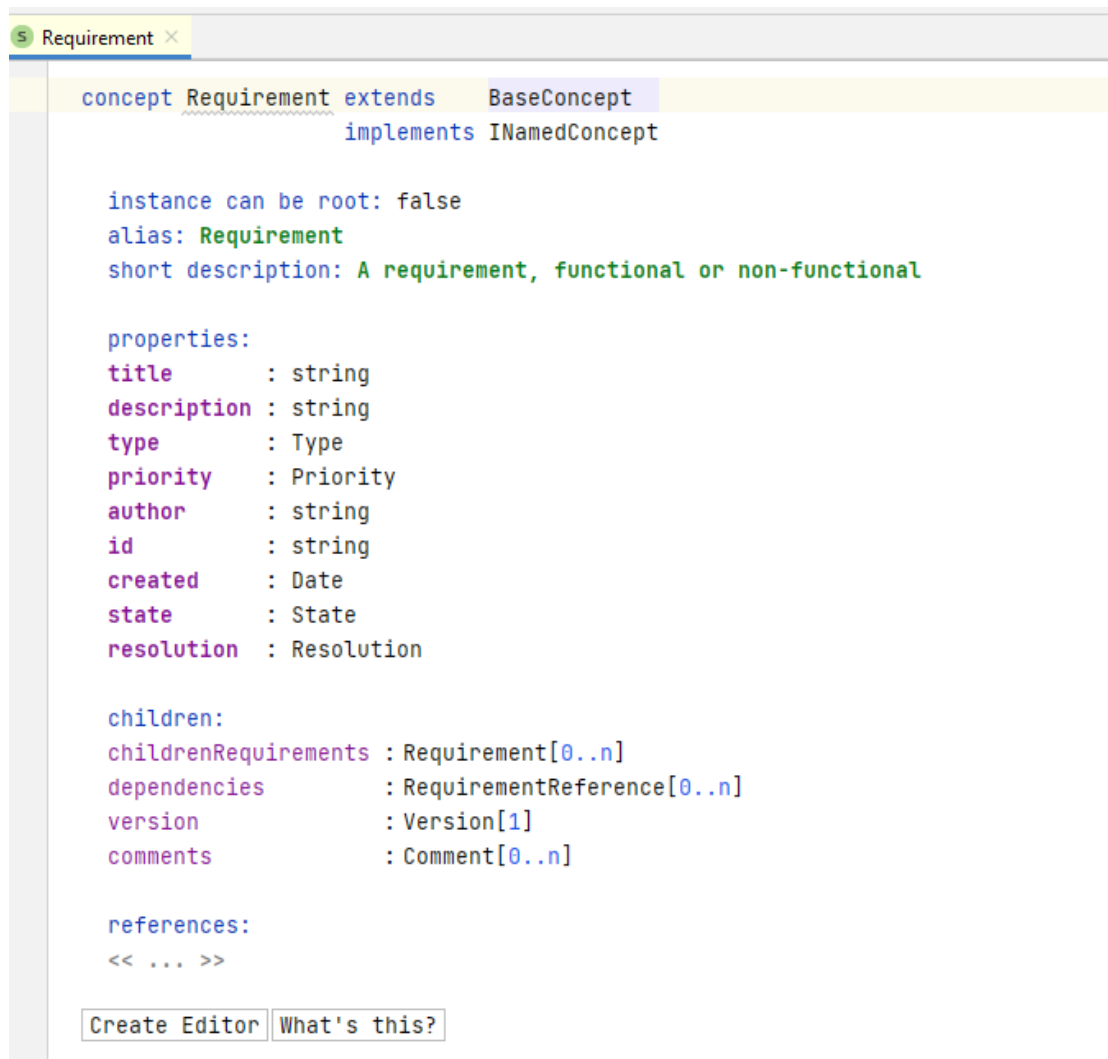 S Requirement ×
concept Requirement extends BaseConcept
implements INamedConcept
instance can be root: false
alias: Requirement
short description: A requirement, functional or non-functional
properties:
title : string
description : string
type : Type
priority : Priority
author : string
id : string
created : Date
state : State
resolution : Resolution
children:
childrenRequirements : Requirement[0..n]
dependencies : RequirementReference[0..n]
version : Version[1]
comments : Comment[0..n]
references:
<< ... >>
Create Editor What's this?